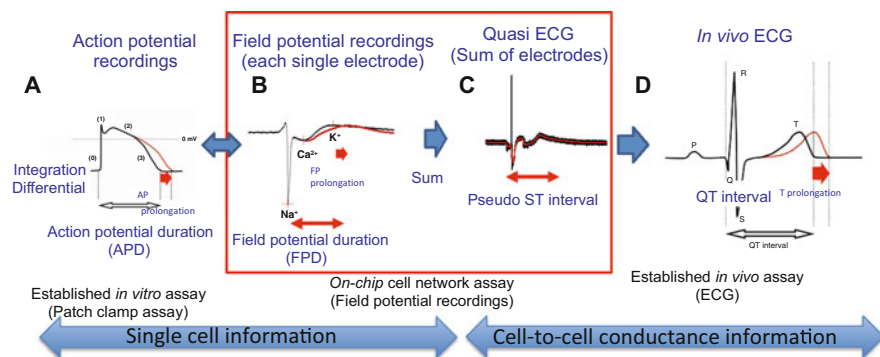 Action potential
recordings
A
(1)
(2)
0 mV
(0)
(3)
Integration
Differential
AP
prolongation
Action potential duration
(APD)
Established in vitro assay
(Patch clamp assay)
Field potential recordings
(each single electrode)
B
K+
Ca2+
FP
prolongation
Na+
Field potential duration
(FPD)
Sum
Quasi ECG
(Sum of electrodes)
C
Pseudo ST interval
On-chip cell network assay
(Field potential recordings)
In vivo ECG
D
R
P
T
Q
S
QT interval
T prolongation
QT interval
Established in vivo assay
(ECG)
Single cell information
Cell-to-cell conductance information